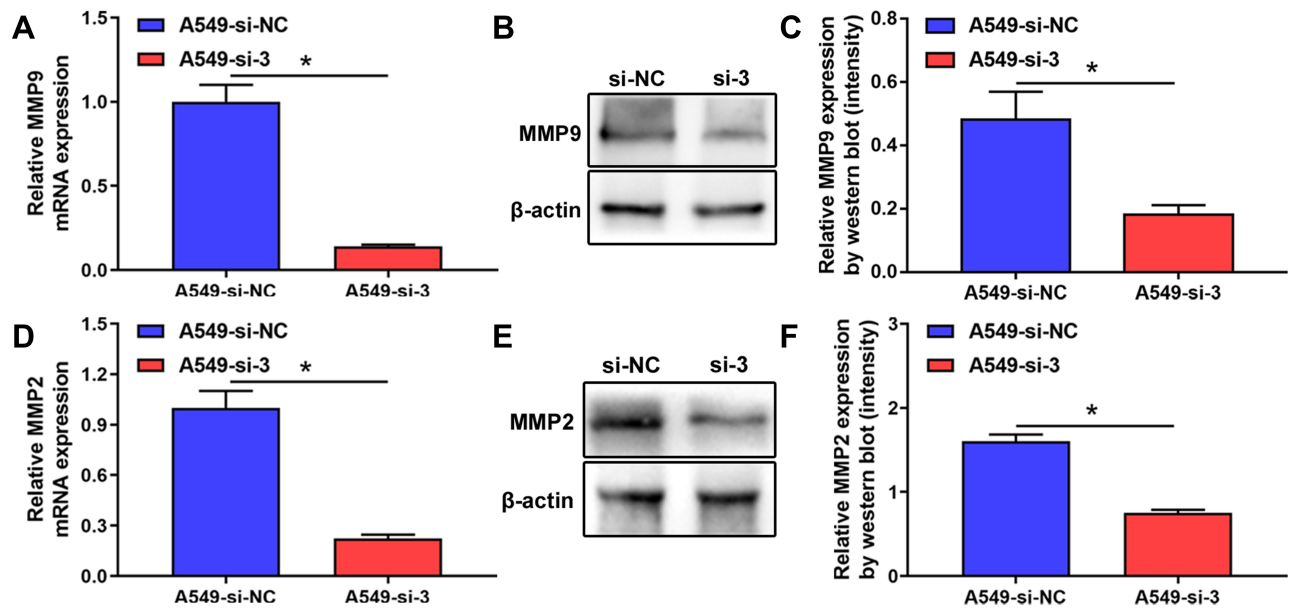 A
Relative MMP9
mRNA expression
1.5
1.0
0.5
0.0
A549-si-NC
A549-si-3
*
A549-si-NC
A549-si-3
B
si-NC
si-3
MMP9
β-actin
C
Relative MMP9 expression
by western blot (intensity)
0.8
0.6
0.4
0.2
0.0
A549-si-NC
A549-si-3
*
A549-si-NC
A549-si-3
D
Relative MMP2
mRNA expression
1.5
1.2
0.9
0.6
0.3
0.0
A549-si-NC
A549-si-3
*
A549-si-NC
A549-si-3
E
si-NC
si-3
MMP2
β-actin
F
Relative MMP2 expression
by western blot (intensity)
3
2
1
0
A549-si-NC
A549-si-3
*
A549-si-NC
A549-si-3